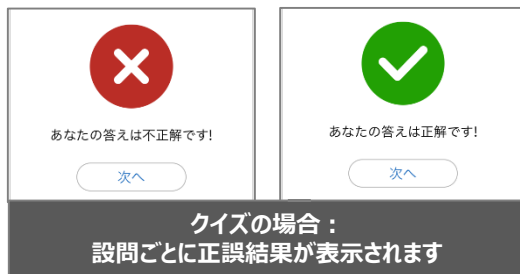 あなたの答えは不正解です!
次へ
あなたの答えは正解です!
次へ
クイズの場合：
設問ごとに正誤結果が表示されます